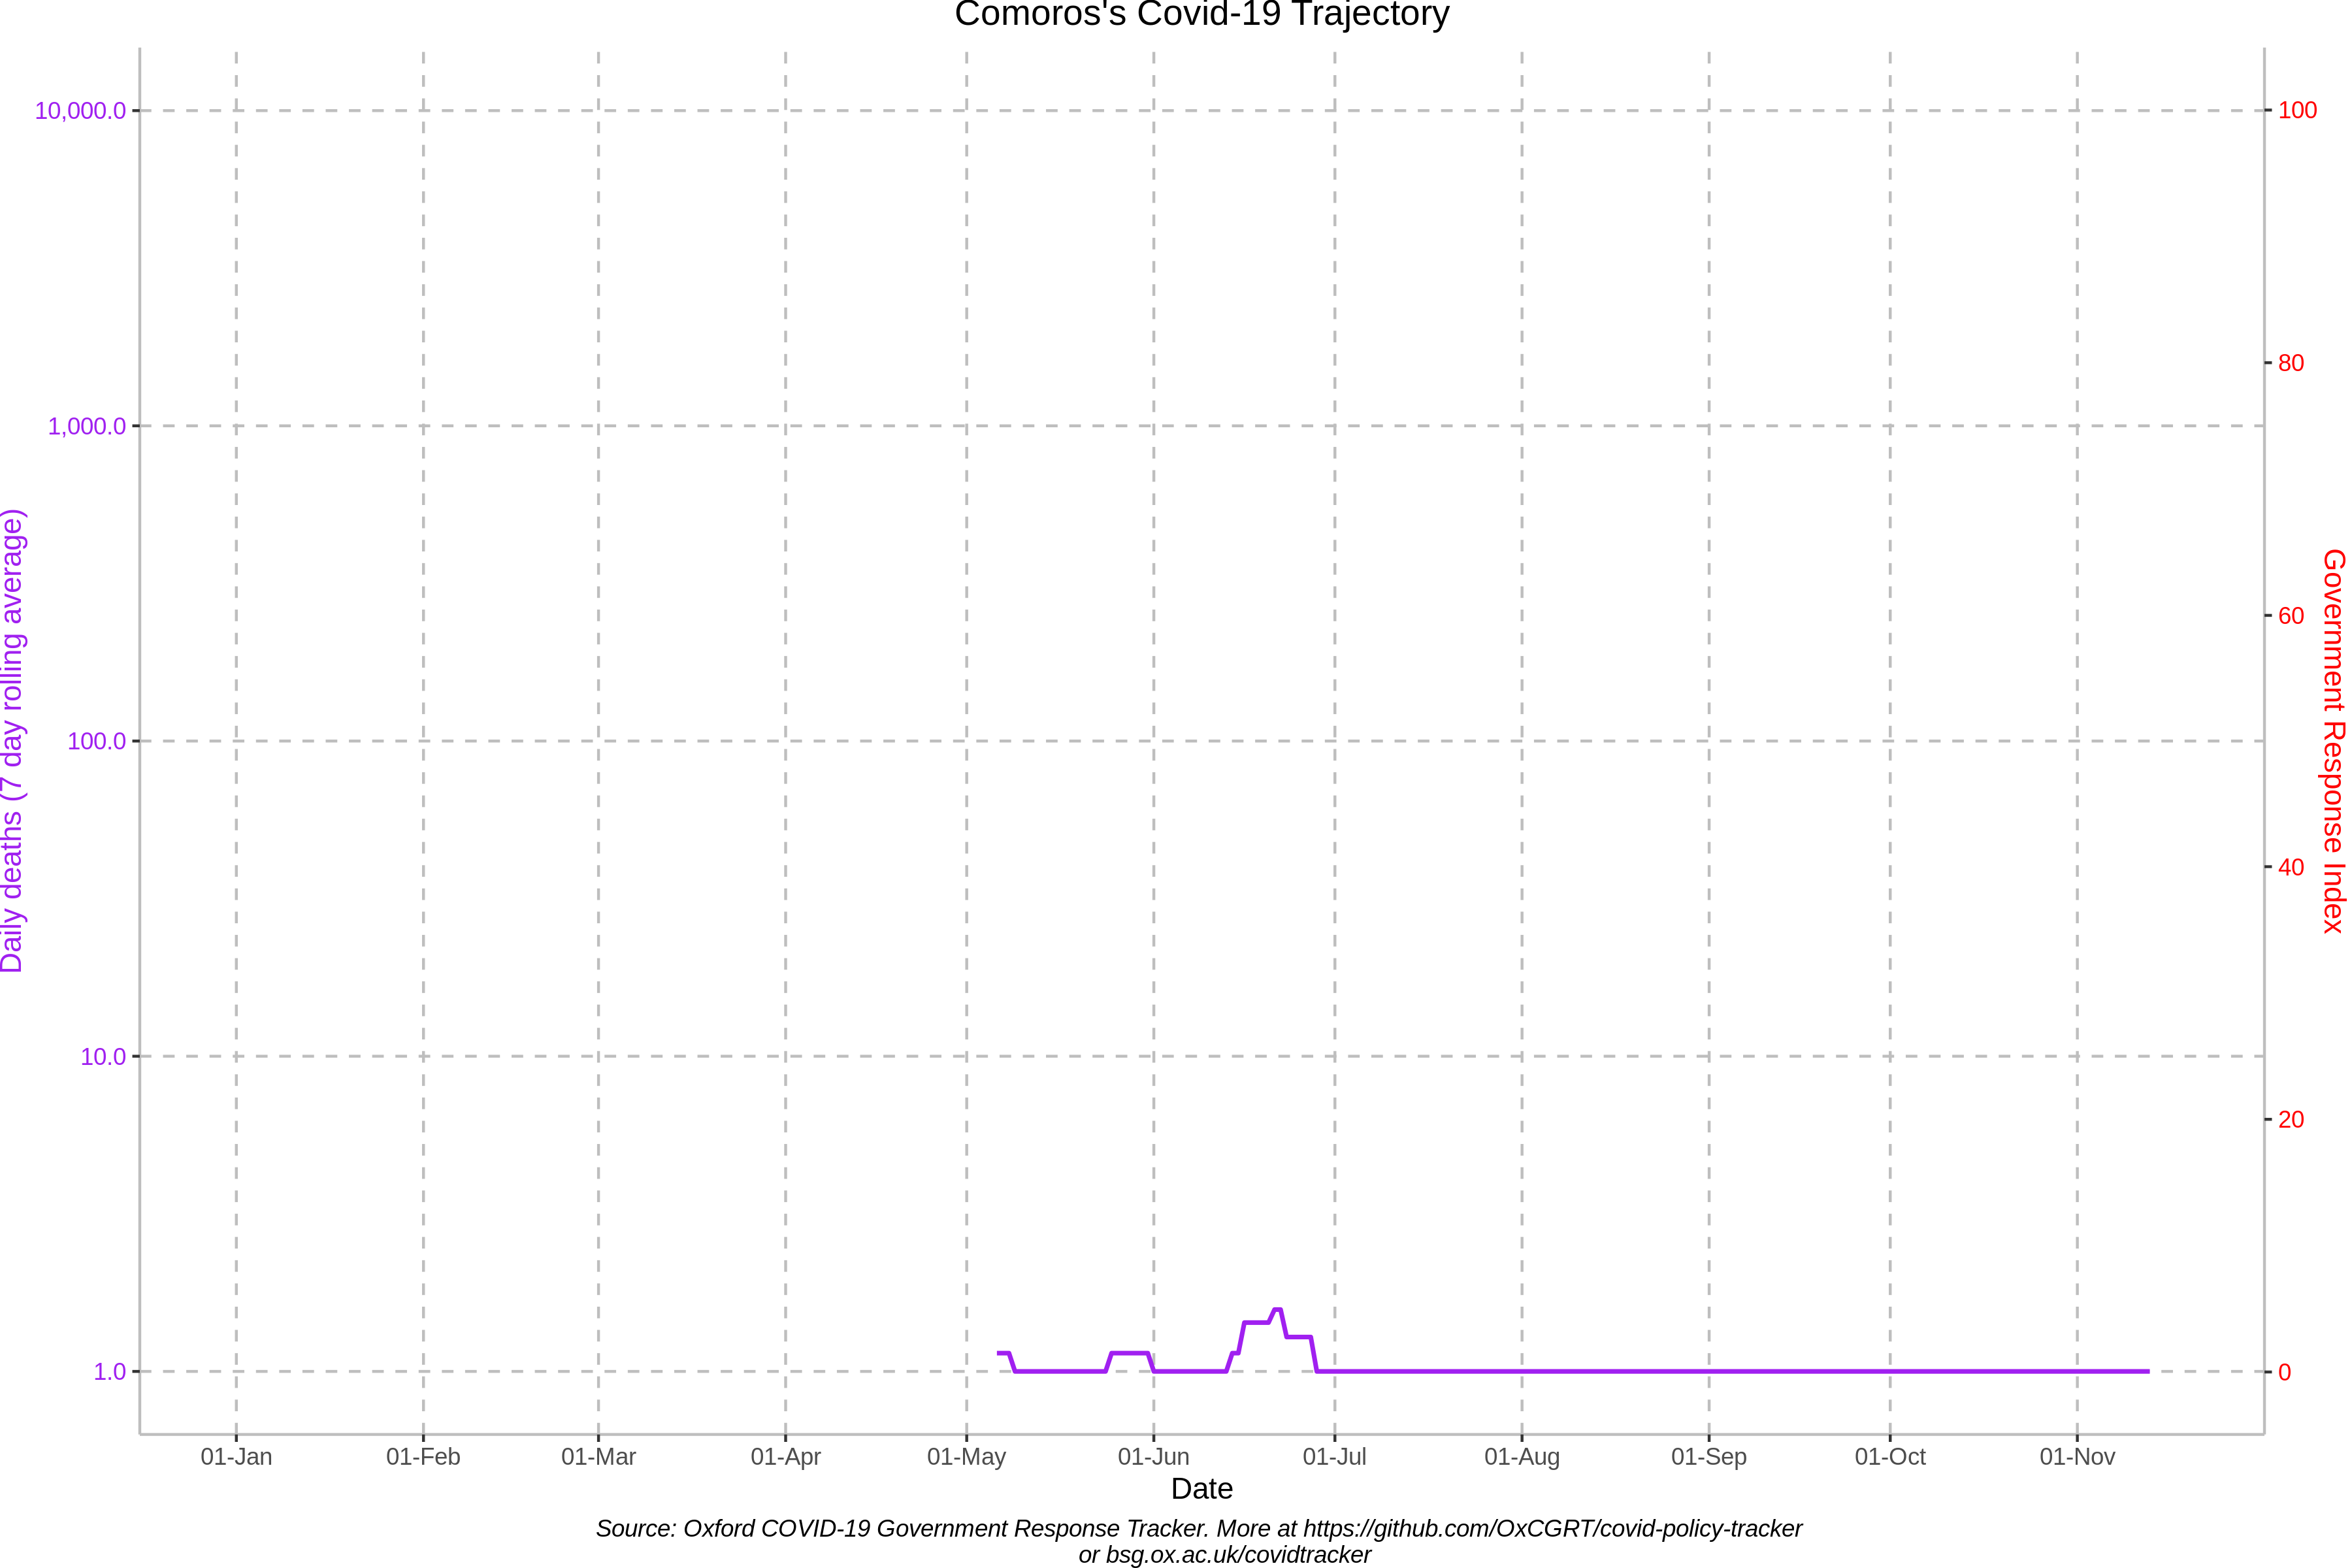 Comoros's Covid-19 Trajectory
10,000.0
1,000.0
100.0
10.0
1.0
Daily deaths (7 day rolling average)
100
80
60
40
20
0
Government Response Index
01-Jan 01-Feb 01-Mar 01-Apr 01-May 01-Jun 01-Jul 01-Aug 01-Sep 01-Oct 01-Nov
Date
Source: Oxford COVID-19 Government Response Tracker. More at https://github.com/OxCGRT/covid-policy-tracker
or bsg.ox.ac.uk/covidtracker